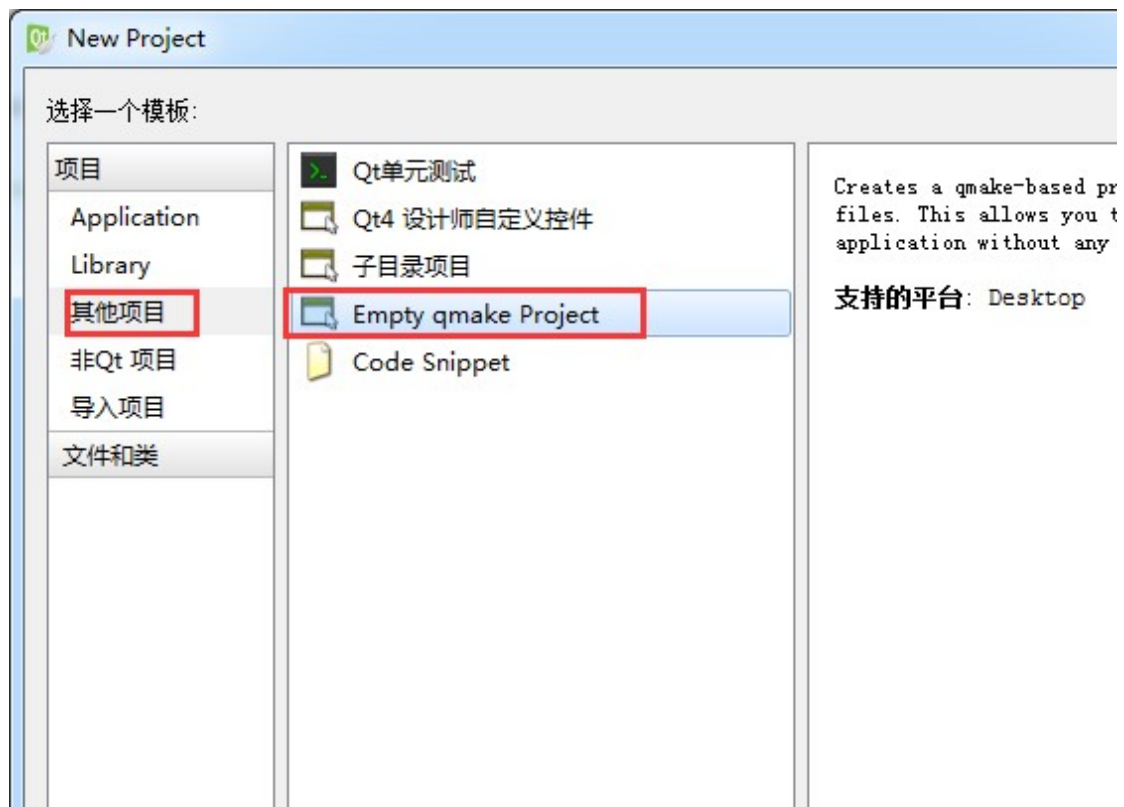 New Project
选择一个模板:
项目
Application
Library
其他项目
非Qt 项目
导入项目
文件和类
Qt单元测试
Qt4 设计师自定义控件
子目录项目
Empty qmake Project
Code Snippet
Creates a qmake-based pr
files. This allows you t
application without any
支持的平台: Desktop